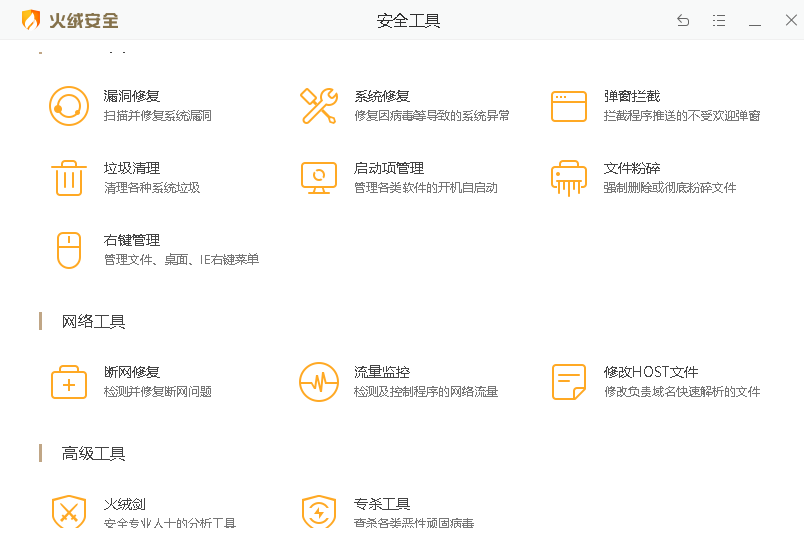 火绒安全
安全工具
漏洞修复
扫描并修复系统漏洞
系统修复
修复因病毒等导致的系统异常
弹窗拦截
拦截程序推送的不受欢迎弹窗
垃圾清理
清理各种系统垃圾
启动项管理
管理各类软件的开机自启动
文件粉碎
强制删除或彻底粉碎文件
右键管理
管理文件、桌面、IE右键菜单
网络工具
断网修复
检测并修复断网问题
流量监控
检测及控制程序的网络流量
修改HOST文件
修改负责域名快速解析的文件
高级工具
火绒剑
安全专业人士的分析工具
专杀工具
查杀各类恶性顽固病毒